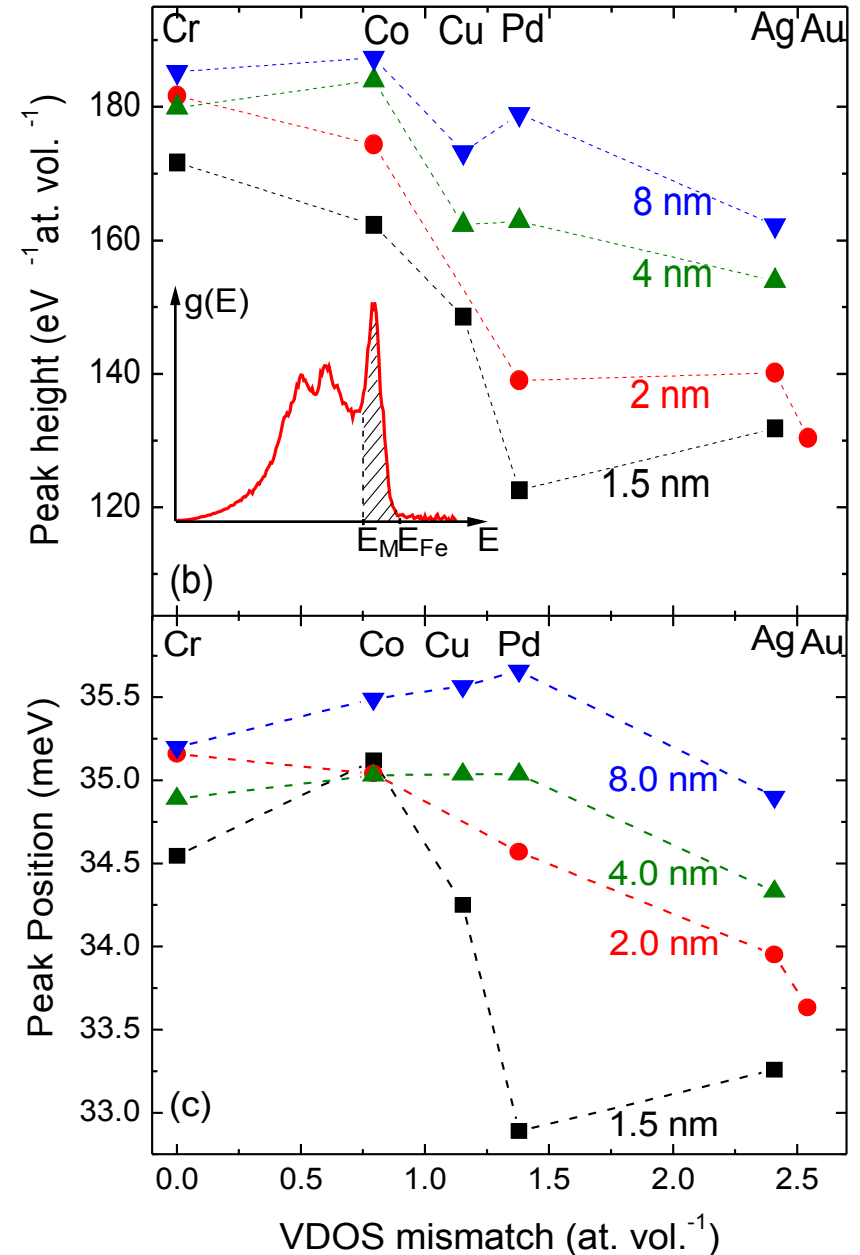 Cr Co Cu Pd Ag Au
Peak height (eV ⁻¹at. vol. ⁻¹)
180
160
140
120
8 nm
4 nm
2 nm
1.5 nm
g(E)
E_M E_Fe E
(b)
Cr Co Cu Pd Ag Au
Peak Position (meV)
35.5
35.0
34.5
34.0
33.5
33.0
8.0 nm
4.0 nm
2.0 nm
1.5 nm
(c)
0.0 0.5 1.0 1.5 2.0 2.5
VDOS mismatch (at. vol.⁻¹)